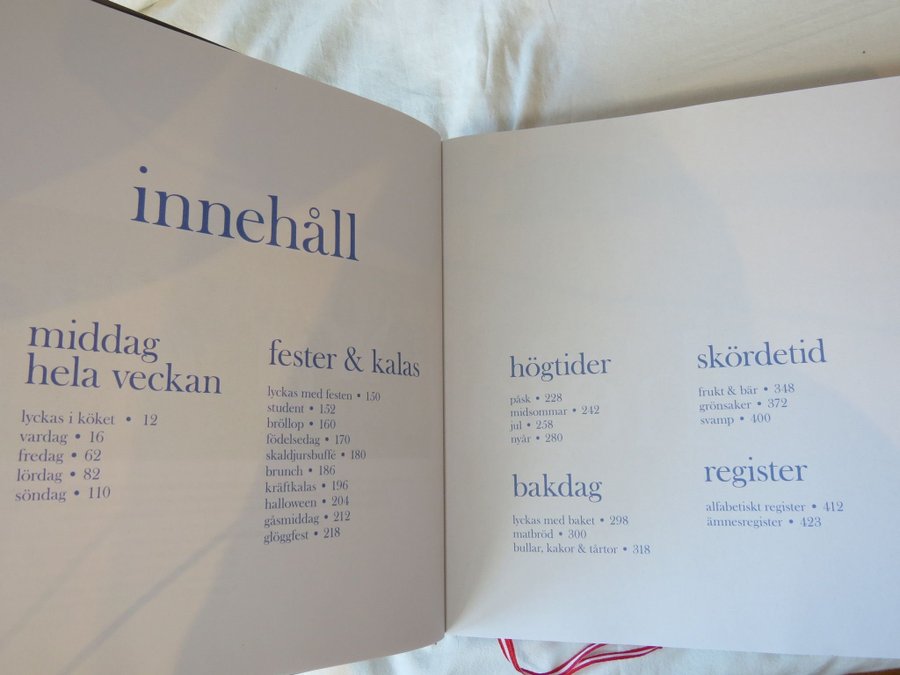 innehåll
middag
hela veckan
lyckas i köket • 12
vardag • 16
fredag • 62
lördag • 82
söndag • 110
fester & kalas
lyckas med festen • 150
student • 152
bröllop • 160
födelsedag • 170
skaldjursbuffé • 180
brunch • 186
kräftkalas • 196
halloween • 204
gåsmiddag • 212
glöggfest • 218
högtider
påsk • 228
midsommar • 242
jul • 258
nyår • 280
bakdag
lyckas med baket • 298
matbröd • 300
bullar, kakor & tårtor • 318
skördetid
frukt & bär • 348
grönsaker • 372
svamp • 400
register
alfabetiskt register • 412
ämnesregister • 423